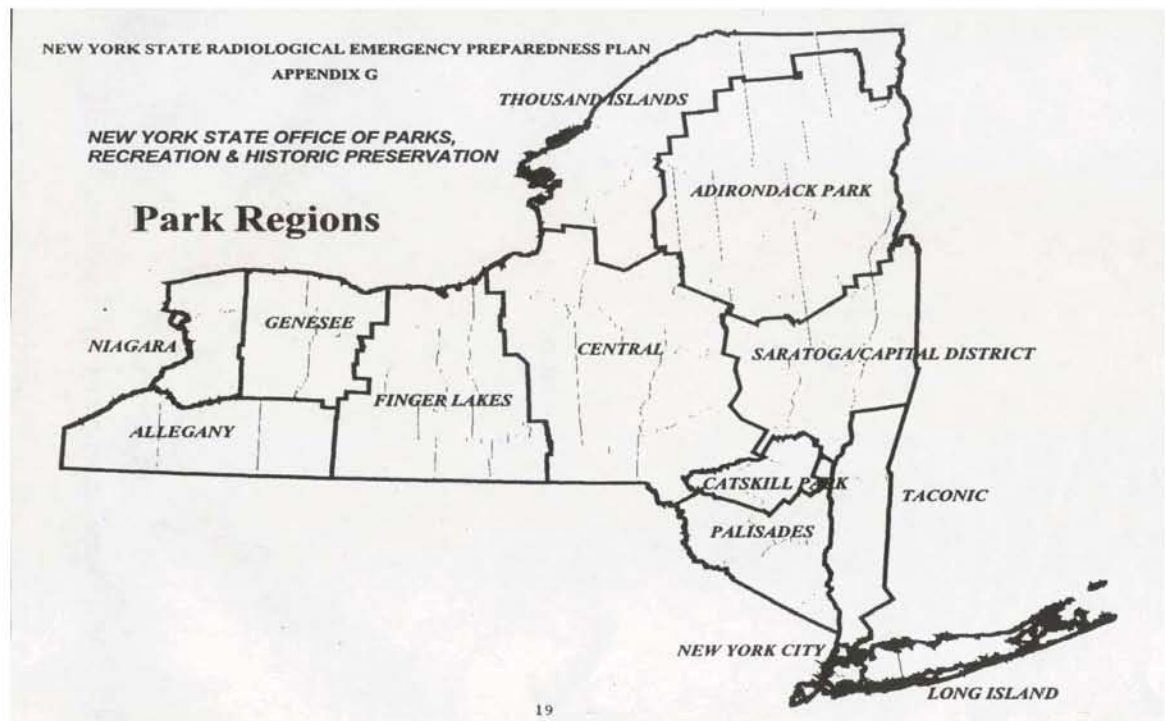 NEW YORK STATE RADIOLOGICAL EMERGENCY PREPAREDNESS PLAN
APPENDIX G
NEW YORK STATE OFFICE OF PARKS,
RECREATION & HISTORIC PRESERVATION
Park Regions
THOUSAND ISLANDS
ADIRONDACK PARK
GENESEE
NIAGARA
CENTRAL
SARATOGA/CAPITAL DISTRICT
FINGER LAKES
ALLEGANY
CATSKILL PARK
TACONIC
PALISADES
NEW YORK CITY
LONG ISLAND
19